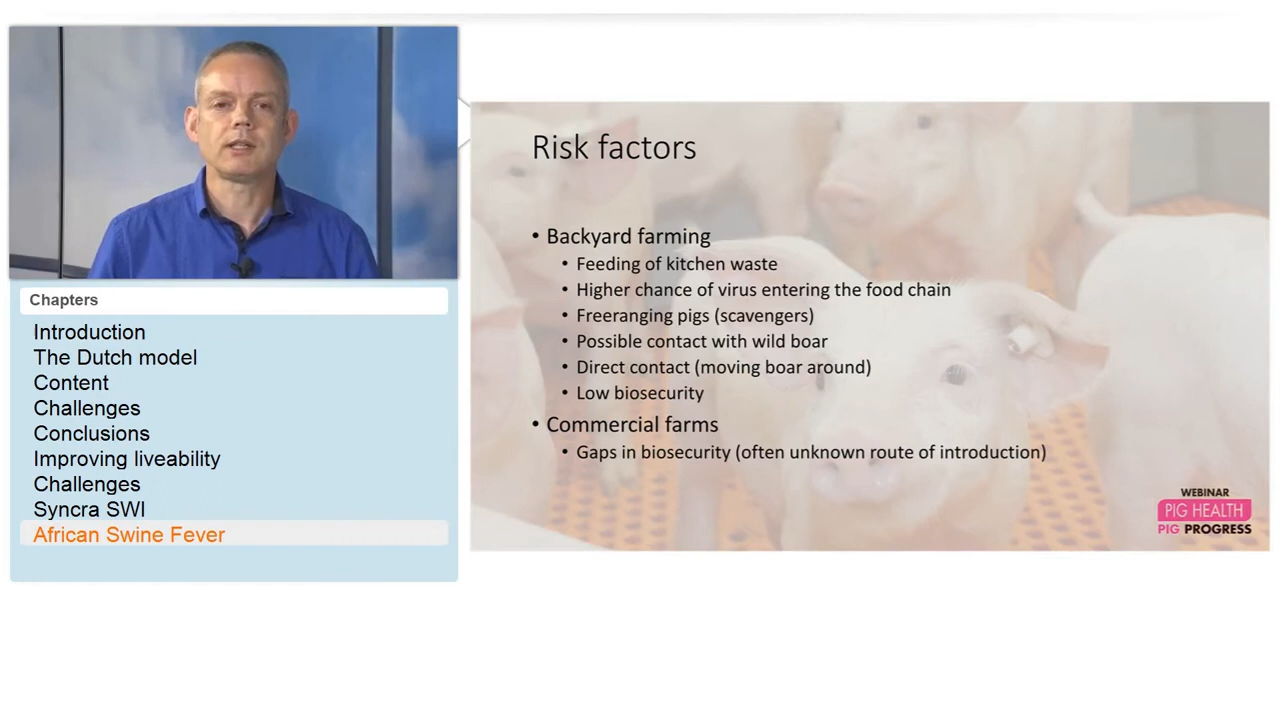 Chapters
Introduction
The Dutch model
Content
Challenges
Conclusions
Improving liveability
Challenges
Syncra SWI
African Swine Fever
Risk factors
• Backyard farming
• Feeding of kitchen waste
• Higher chance of virus entering the food chain
• Freeranging pigs (scavengers)
• Possible contact with wild boar
• Direct contact (moving boar around)
• Low biosecurity
• Commercial farms
• Gaps in biosecurity (often unknown route of introduction)
WEBINAR
PIG HEALTH
PIG PROGRESS